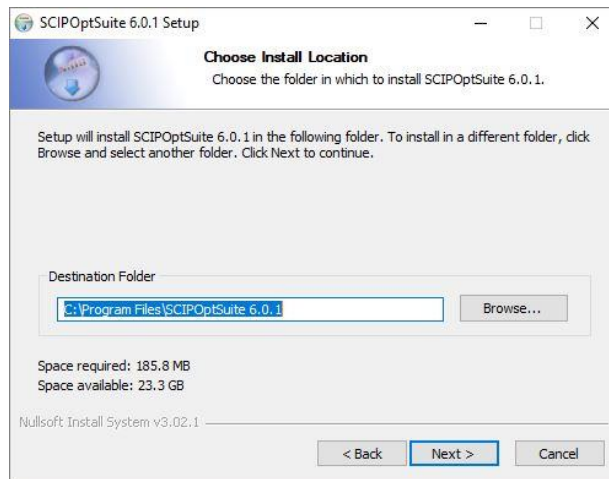 SCIPOptSuite 6.0.1 Setup
Choose Install Location
Choose the folder in which to install SCIPOptSuite 6.0.1.
Setup will install SCIPOptSuite 6.0.1 in the following folder. To install in a different folder, click
Browse and select another folder. Click Next to continue.
Destination Folder
C:\Program Files\SCIPOptSuite 6.0.1
Browse...
Space required: 185.8 MB
Space available: 23.3 GB
Nullsoft Install System v3.02.1
< Back
Next >
Cancel